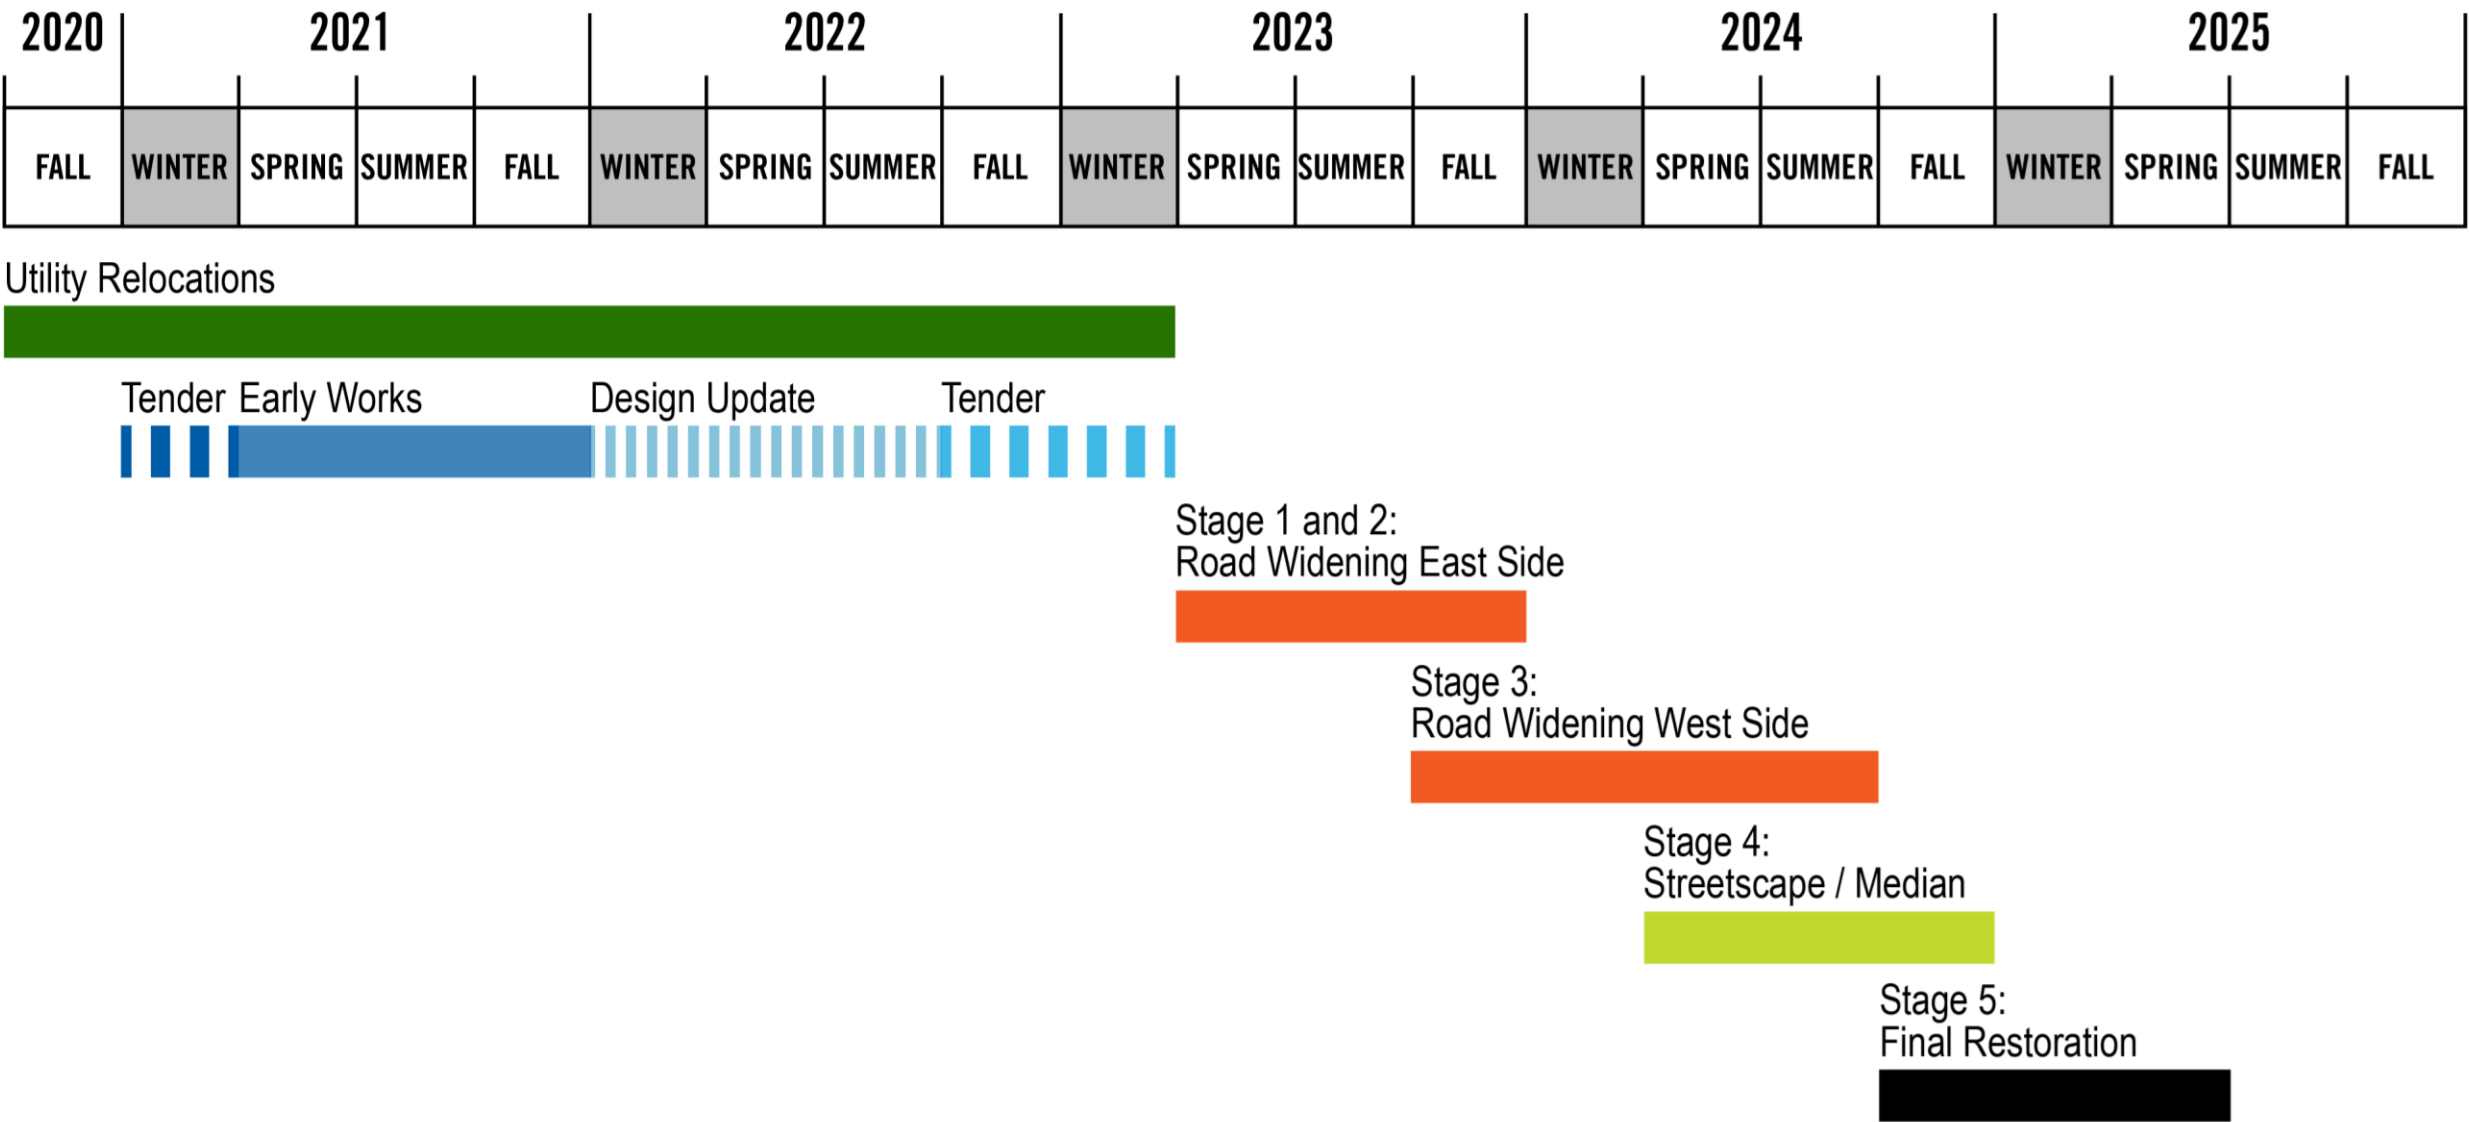 2020 2021 2022 2023 2024 2025
FALL WINTER SPRING SUMMER FALL WINTER SPRING SUMMER FALL WINTER SPRING SUMMER FALL WINTER SPRING SUMMER FALL WINTER SPRING SUMMER FALL
Utility Relocations
Tender Early Works Design Update Tender
Stage 1 and 2:
Road Widening East Side
Stage 3:
Road Widening West Side
Stage 4:
Streetscape / Median
Stage 5:
Final Restoration